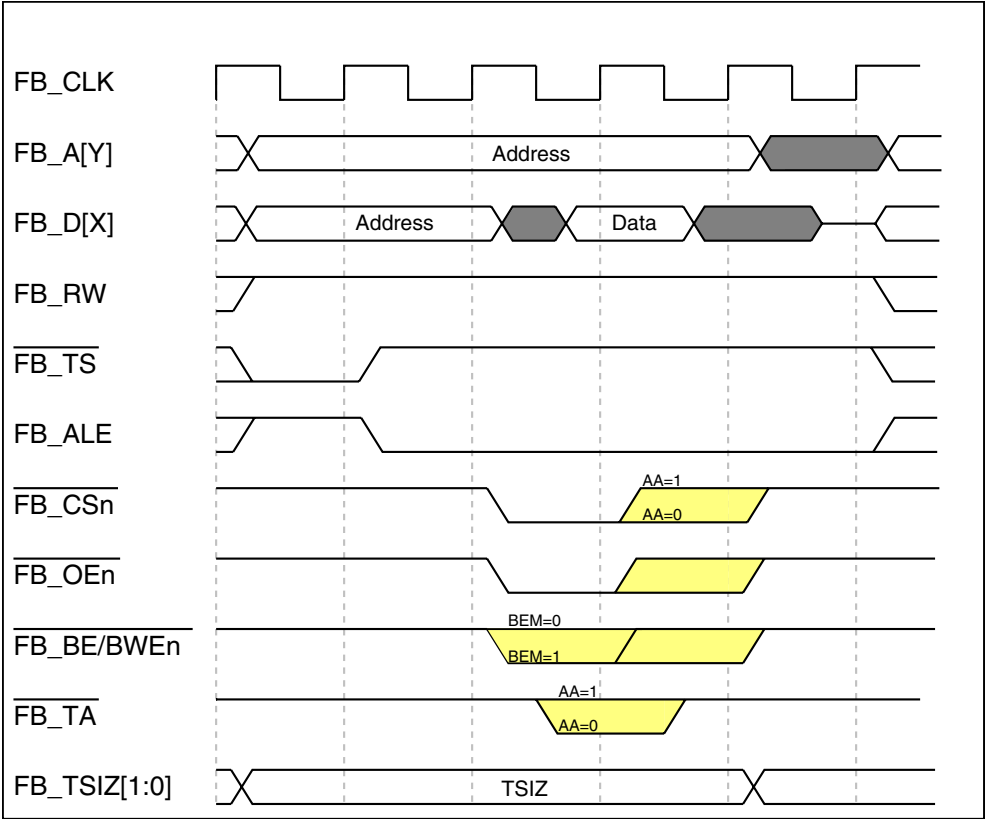 FB_CLK
FB_A[Y]
Address
FB_D[X]
Address
Data
FB_RW
FB_TS
FB_ALE
FB_CSn
AA=1
AA=0
FB_OEn
FB_BE/BWEn
BEM=0
BEM=1
FB_TA
AA=1
AA=0
FB_TSIZ[1:0]
TSIZ